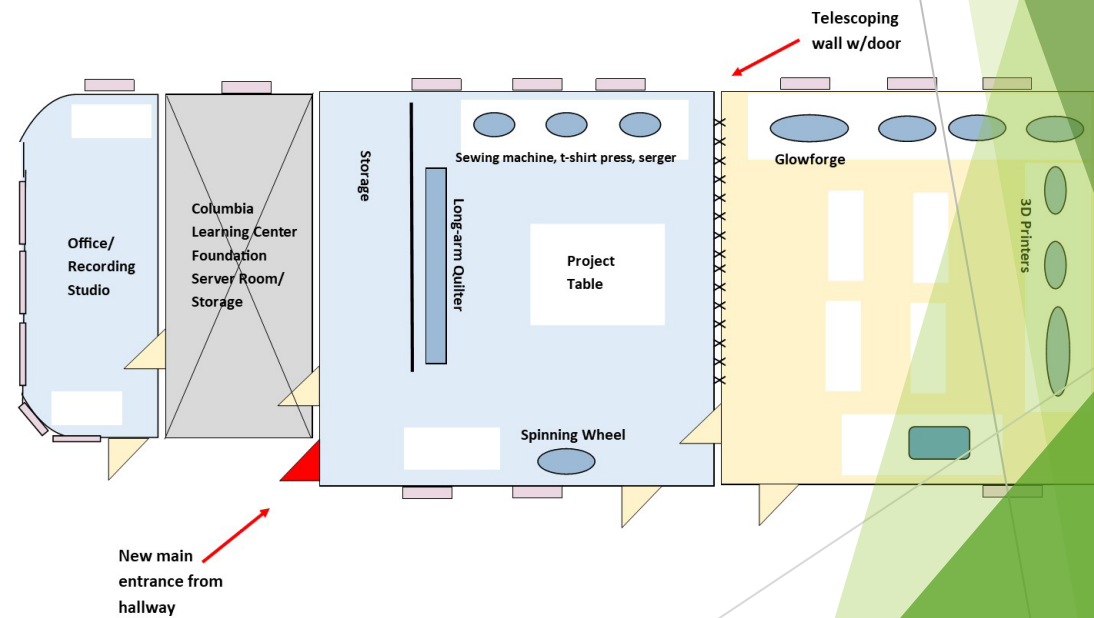 Telescoping
wall w/door
Sewing machine, t-shirt press, serger
Glowforge
Storage
Columbia
Learning Center
Foundation
Server Room/
Storage
Long-arm Quilter
3D Printers
Office/
Recording
Studio
Project
Table
Spinning Wheel
New main
entrance from
hallway